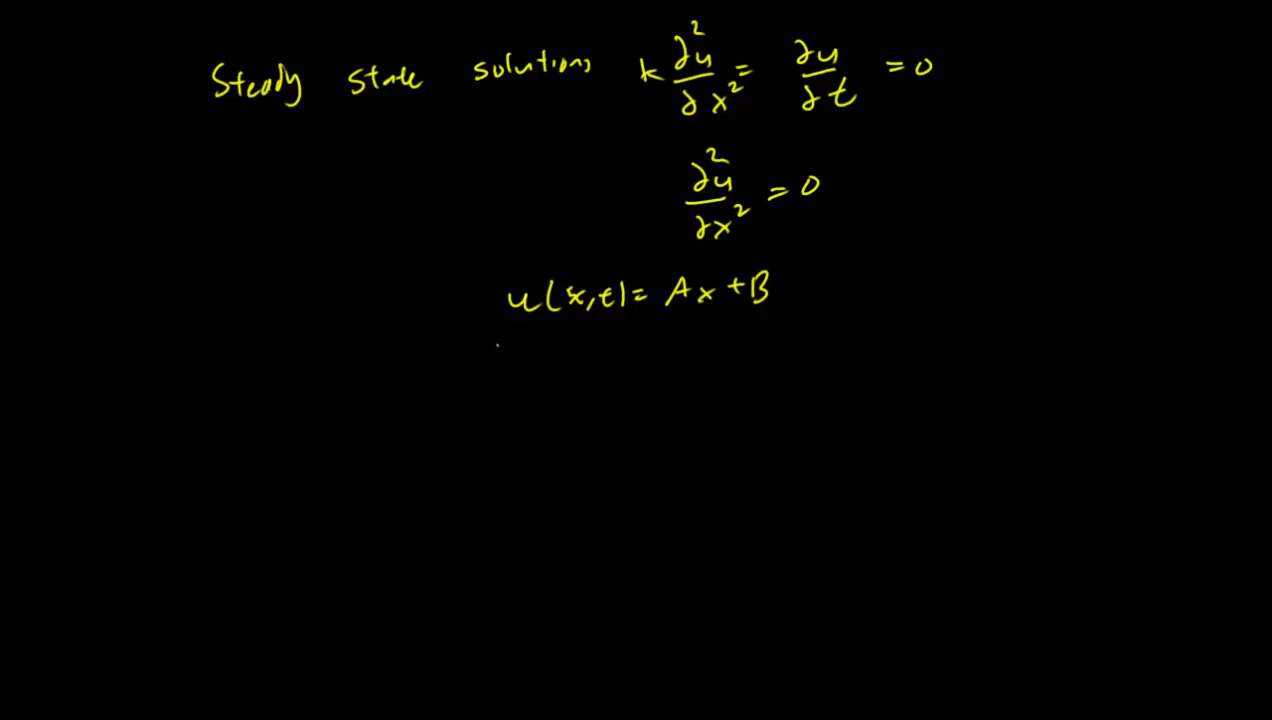 Steady state solutions k ∂²u/∂x² = ∂u/∂t = 0
∂²u/∂x² = 0
u(x,t) = Ax + B